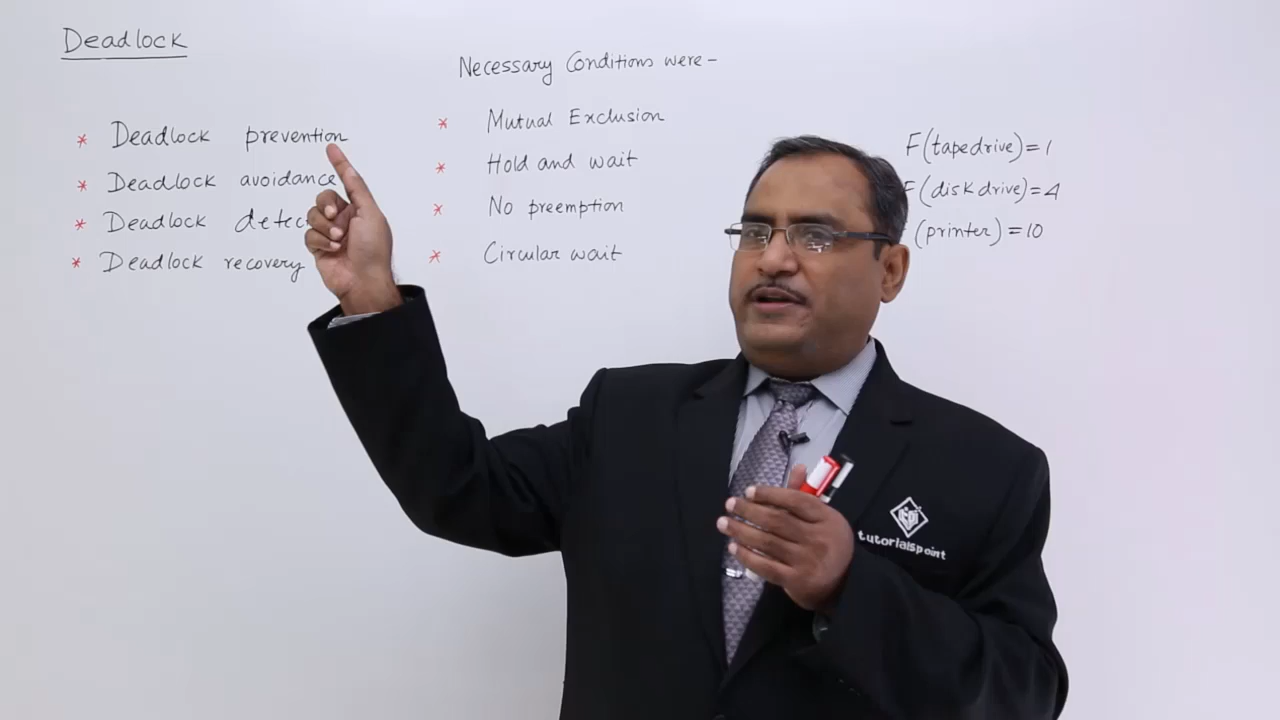 Deadlock
* Deadlock prevention
* Deadlock avoidance
* Deadlock
* Deadlock recovery
Necessary Conditions were -
* Mutual Exclusion
* Hold and wait
* No preemption
* Circular wait
F(tapedrive)=1
F(disk drive)=4
(printer)=10
tutorialspoint